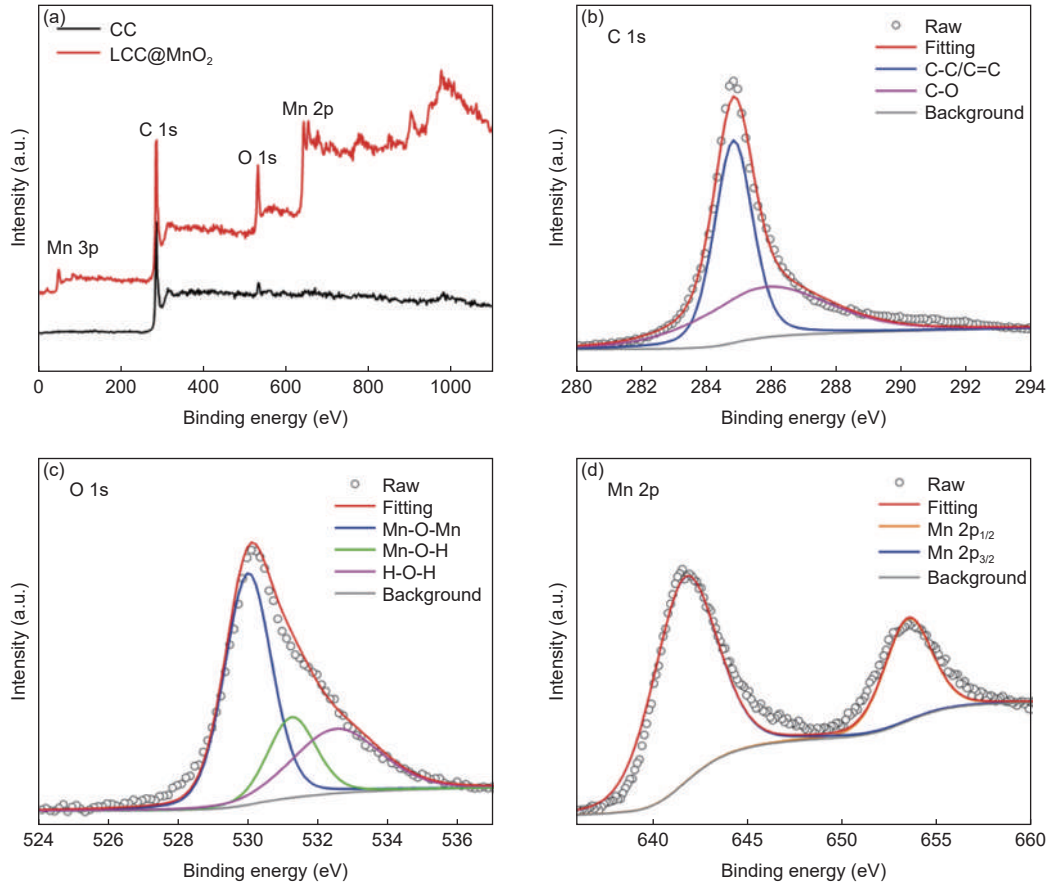 (a)
CC
LCC@MnO₂
Mn 3p
C 1s
O 1s
Mn 2p
Intensity (a.u.)
0 200 400 600 800 1000
Binding energy (eV)
(b)
C 1s
Raw
Fitting
C-C/C=C
C-O
Background
Intensity (a.u.)
280 282 284 286 288 290 292 294
Binding energy (eV)
(c)
O 1s
Raw
Fitting
Mn-O-Mn
Mn-O-H
H-O-H
Background
Intensity (a.u.)
524 526 528 530 532 534 536
Binding energy (eV)
(d)
Mn 2p
Raw
Fitting
Mn 2p₁/₂
Mn 2p₃/₂
Background
Intensity (a.u.)
640 645 650 655 660
Binding energy (eV)